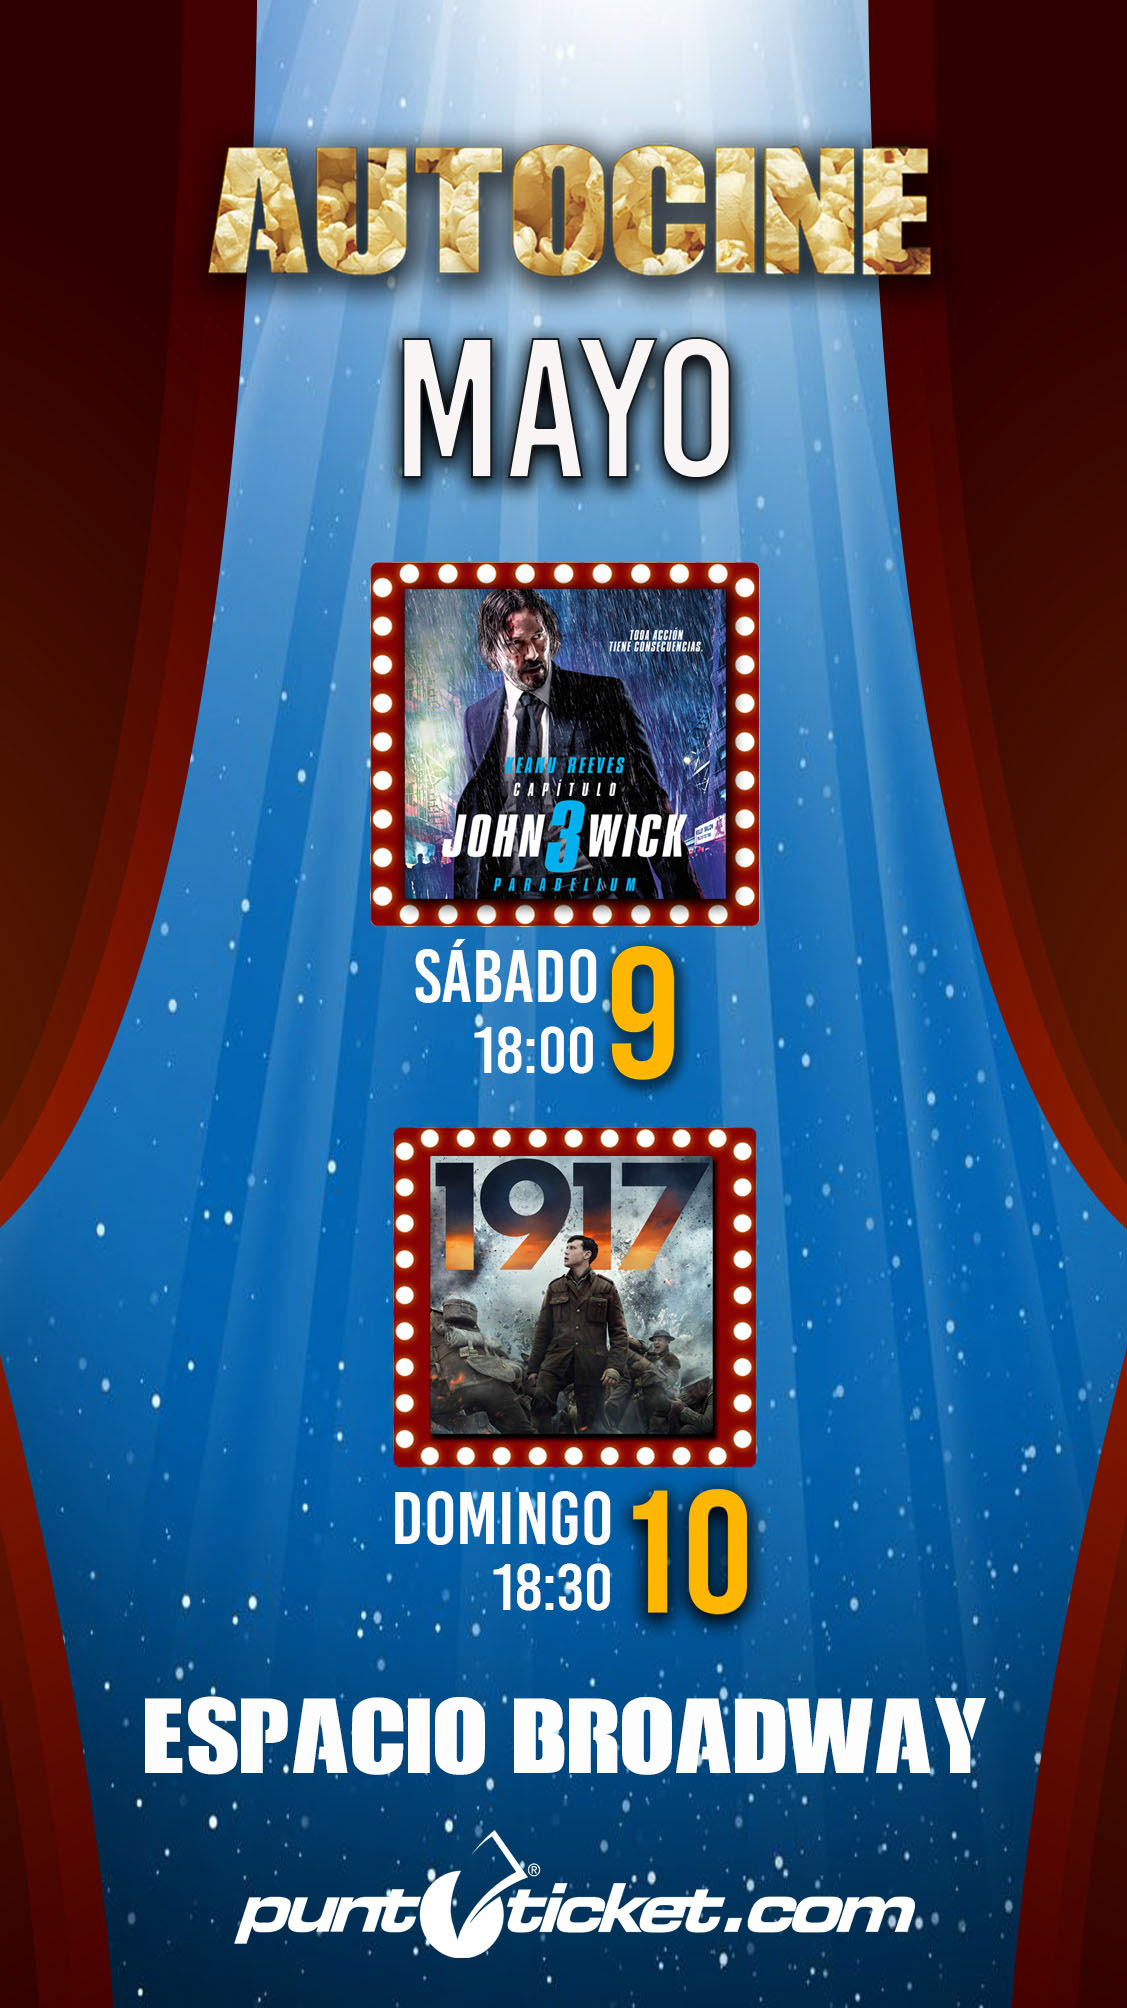 AUTOCINE
MAYO
TODA ACCIÓN
TIENE CONSECUENCIAS.
KEANU REEVES
CAPÍTULO
JOHN 3 WICK
PARABELLUM
SÁBADO 9
18:00
1917
DOMINGO 10
18:30
ESPACIO BROADWAY
puntoticket.com
®